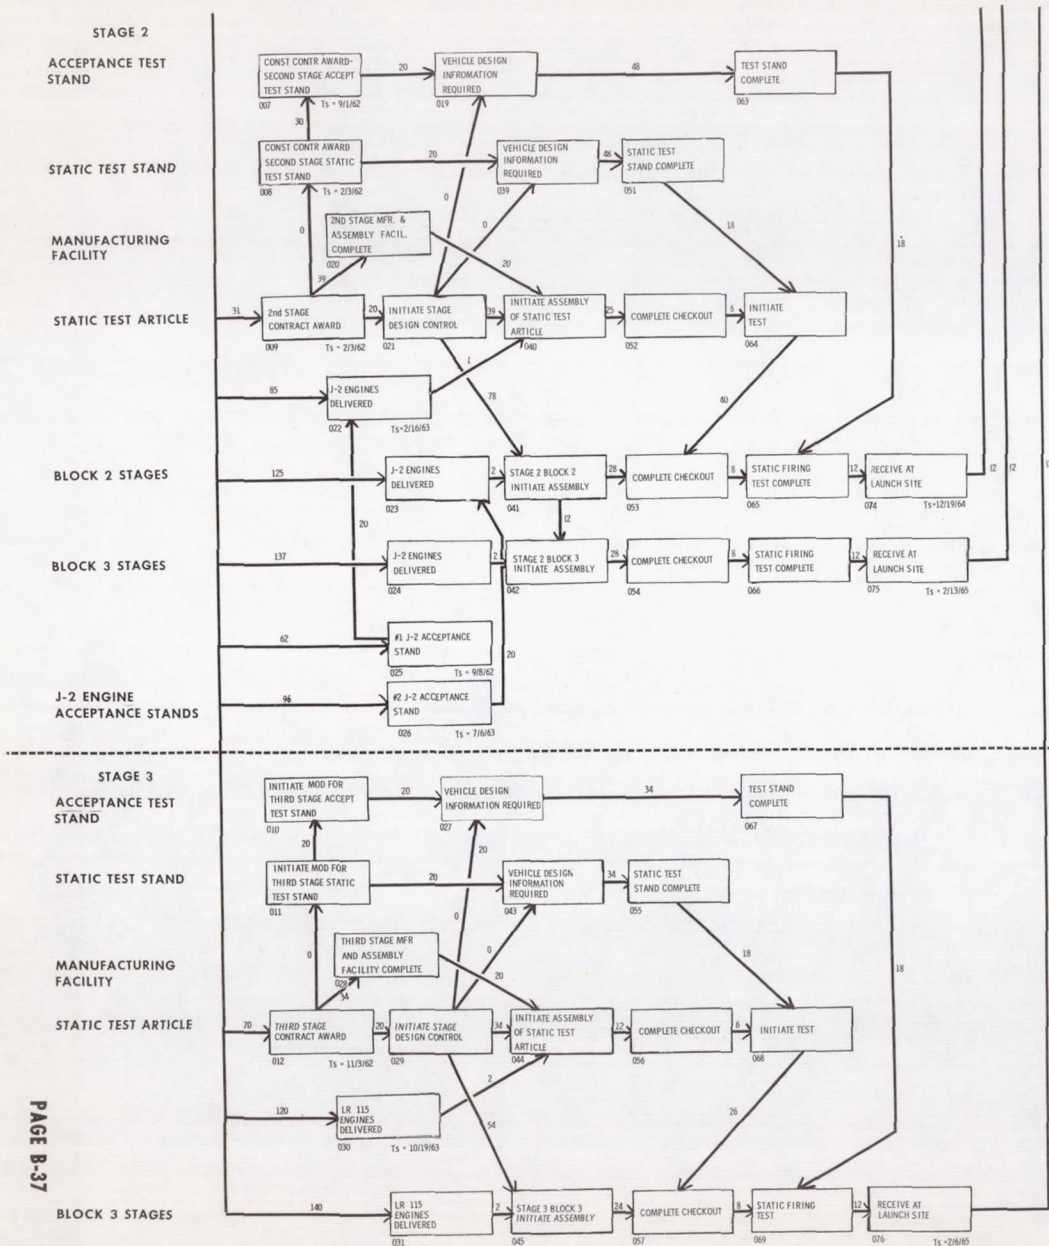 STAGE 2
ACCEPTANCE TEST
STAND
CONST CONTR AWARD-
SECOND STAGE ACCEPT
TEST STAND
007
Ts = 9/1/62
20
VEHICLE DESIGN
INFROMATION
REQUIRED
019
48
TEST STAND
COMPLETE
063
30
STATIC TEST STAND
CONST CONTR AWARD
SECOND STAGE STATIC
TEST STAND
008
Ts = 2/3/62
20
VEHICLE DESIGN
INFORMATION
REQUIRED
039
48
STATIC TEST
STAND COMPLETE
051
0
0
0
18
18
MANUFACTURING
FACILITY
2ND STAGE MFR. &
ASSEMBLY FACIL.
COMPLETE
020
39
20
STATIC TEST ARTICLE
31
2nd STAGE
CONTRACT AWARD
009
Ts = 2/3/62
20
INITIATE STAGE
DESIGN CONTROL
021
39
INITIATE ASSEMBLY
OF STATIC TEST
ARTICLE
040
25
COMPLETE CHECKOUT
052
6
INITIATE
TEST
064
85
J-2 ENGINES
DELIVERED
022
Ts=2/16/63
1
78
40
BLOCK 2 STAGES
125
J-2 ENGINES
DELIVERED
023
2
STAGE 2 BLOCK 2
INITIATE ASSEMBLY
041
28
COMPLETE CHECKOUT
053
8
STATIC FIRING
TEST COMPLETE
065
12
RECEIVE AT
LAUNCH SITE
074
Ts=12/19/64
12
12
20
12
BLOCK 3 STAGES
137
J-2 ENGINES
DELIVERED
024
2
STAGE 2 BLOCK 3
INITIATE ASSEMBLY
042
28
COMPLETE CHECKOUT
054
8
STATIC FIRING
TEST COMPLETE
066
12
RECEIVE AT
LAUNCH SITE
075
Ts = 2/13/65
62
#1 J-2 ACCEPTANCE
STAND
025
Ts = 9/8/62
20
J-2 ENGINE
ACCEPTANCE STANDS
96
#2 J-2 ACCEPTANCE
STAND
026
Ts = 7/6/63
STAGE 3
ACCEPTANCE TEST
STAND
INITIATE MOD FOR
THIRD STAGE ACCEPT
TEST STAND
010
20
VEHICLE DESIGN
INFORMATION REQUIRED
027
34
TEST STAND
COMPLETE
067
20
20
STATIC TEST STAND
INITIATE MOD FOR
THIRD STAGE STATIC
TEST STAND
011
20
VEHICLE DESIGN
INFORMATION
REQUIRED
043
34
STATIC TEST
STAND COMPLETE
055
0
0
0
18
18
MANUFACTURING
FACILITY
THIRD STAGE MFR
AND ASSEMBLY
FACILITY COMPLETE
028
34
20
STATIC TEST ARTICLE
70
THIRD STAGE
CONTRACT AWARD
012
Ts = 11/3/62
20
INITIATE STAGE
DESIGN CONTROL
029
34
INITIATE ASSEMBLY
OF STATIC TEST
ARTICLE
044
12
COMPLETE CHECKOUT
056
6
INITIATE TEST
068
120
LR 115
ENGINES
DELIVERED
030
Ts = 10/19/63
2
54
26
BLOCK 3 STAGES
140
LR 115
ENGINES
DELIVERED
031
2
STAGE 3 BLOCK 3
INITIATE ASSEMBLY
045
24
COMPLETE CHECKOUT
057
8
STATIC FIRING
TEST
069
12
RECEIVE AT
LAUNCH SITE
076
Ts =2/6/65
PAGE B-37